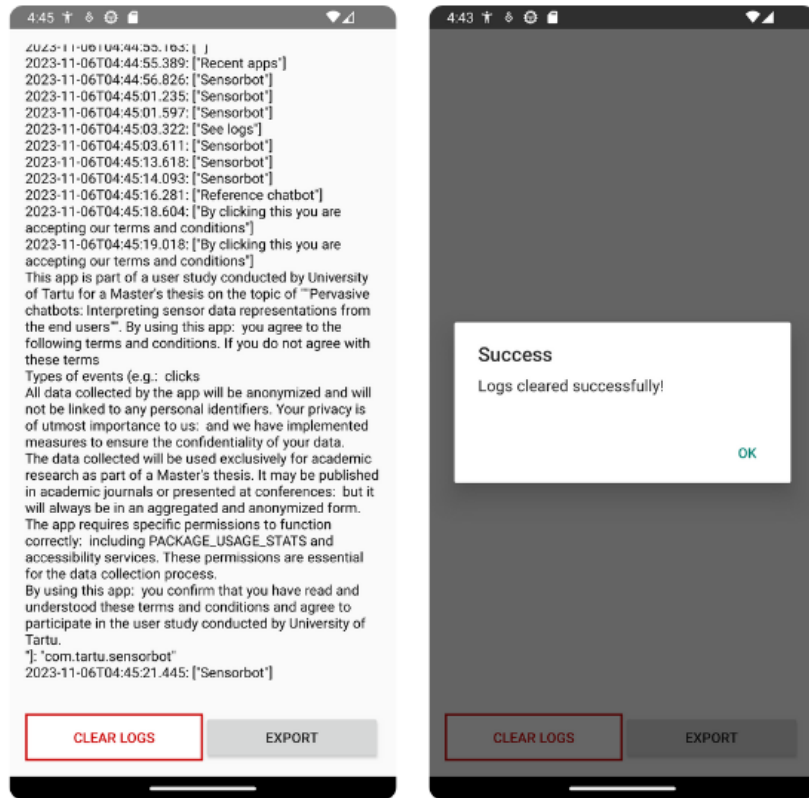 4:45
2023-11-06T04:44:55.163: [ ]
2023-11-06T04:44:55.389: ["Recent apps"]
2023-11-06T04:44:56.826: ["Sensorbot"]
2023-11-06T04:45:01.235: ["Sensorbot"]
2023-11-06T04:45:01.597: ["Sensorbot"]
2023-11-06T04:45:03.322: ["See logs"]
2023-11-06T04:45:03.611: ["Sensorbot"]
2023-11-06T04:45:13.618: ["Sensorbot"]
2023-11-06T04:45:14.093: ["Sensorbot"]
2023-11-06T04:45:16.281: ["Reference chatbot"]
2023-11-06T04:45:18.604: ["By clicking this you are
accepting our terms and conditions"]
2023-11-06T04:45:19.018: ["By clicking this you are
accepting our terms and conditions"]
This app is part of a user study conducted by University
of Tartu for a Master's thesis on the topic of ""Pervasive
chatbots: Interpreting sensor data representations from
the end users"". By using this app:  you agree to the
following terms and conditions. If you do not agree with
these terms
Types of events (e.g.:  clicks
All data collected by the app will be anonymized and will
not be linked to any personal identifiers. Your privacy is
of utmost importance to us:  and we have implemented
measures to ensure the confidentiality of your data.
The data collected will be used exclusively for academic
research as part of a Master's thesis. It may be published
in academic journals or presented at conferences:  but it
will always be in an aggregated and anonymized form.
The app requires specific permissions to function
correctly:  including PACKAGE_USAGE_STATS and
accessibility services. These permissions are essential
for the data collection process.
By using this app:  you confirm that you have read and
understood these terms and conditions and agree to
participate in the user study conducted by University of
Tartu.
"]: "com.tartu.sensorbot"
2023-11-06T04:45:21.445: ["Sensorbot"]
CLEAR LOGS
EXPORT
4:43
Success
Logs cleared successfully!
OK
CLEAR LOGS
EXPORT